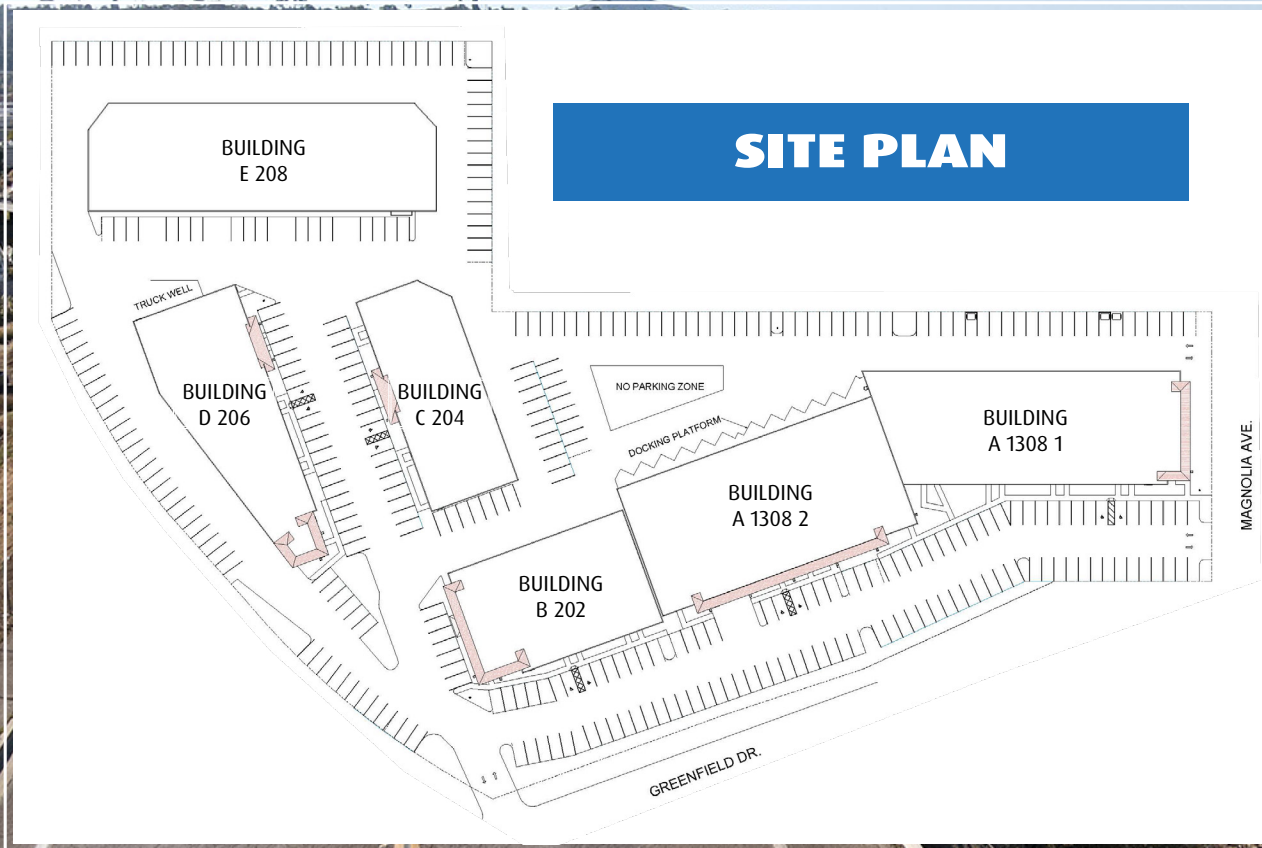 SITE PLAN
BUILDING
E 208
TRUCK WELL
BUILDING
D 206
BUILDING
C 204
NO PARKING ZONE
DOCKING PLATFORM
BUILDING
A 1308 1
BUILDING
A 1308 2
BUILDING
B 202
MAGNOLIA AVE.
GREENFIELD DR.